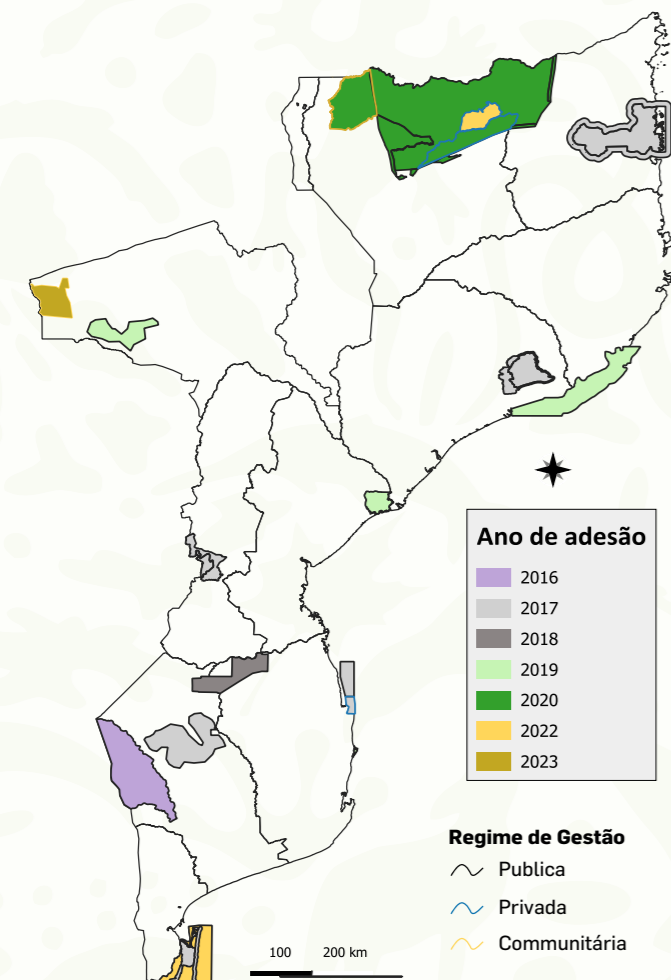 Ano de adesão
2016
2017
2018
2019
2020
2022
2023
Regime de Gestão
Publica
Privada
Communitária
100 200 km